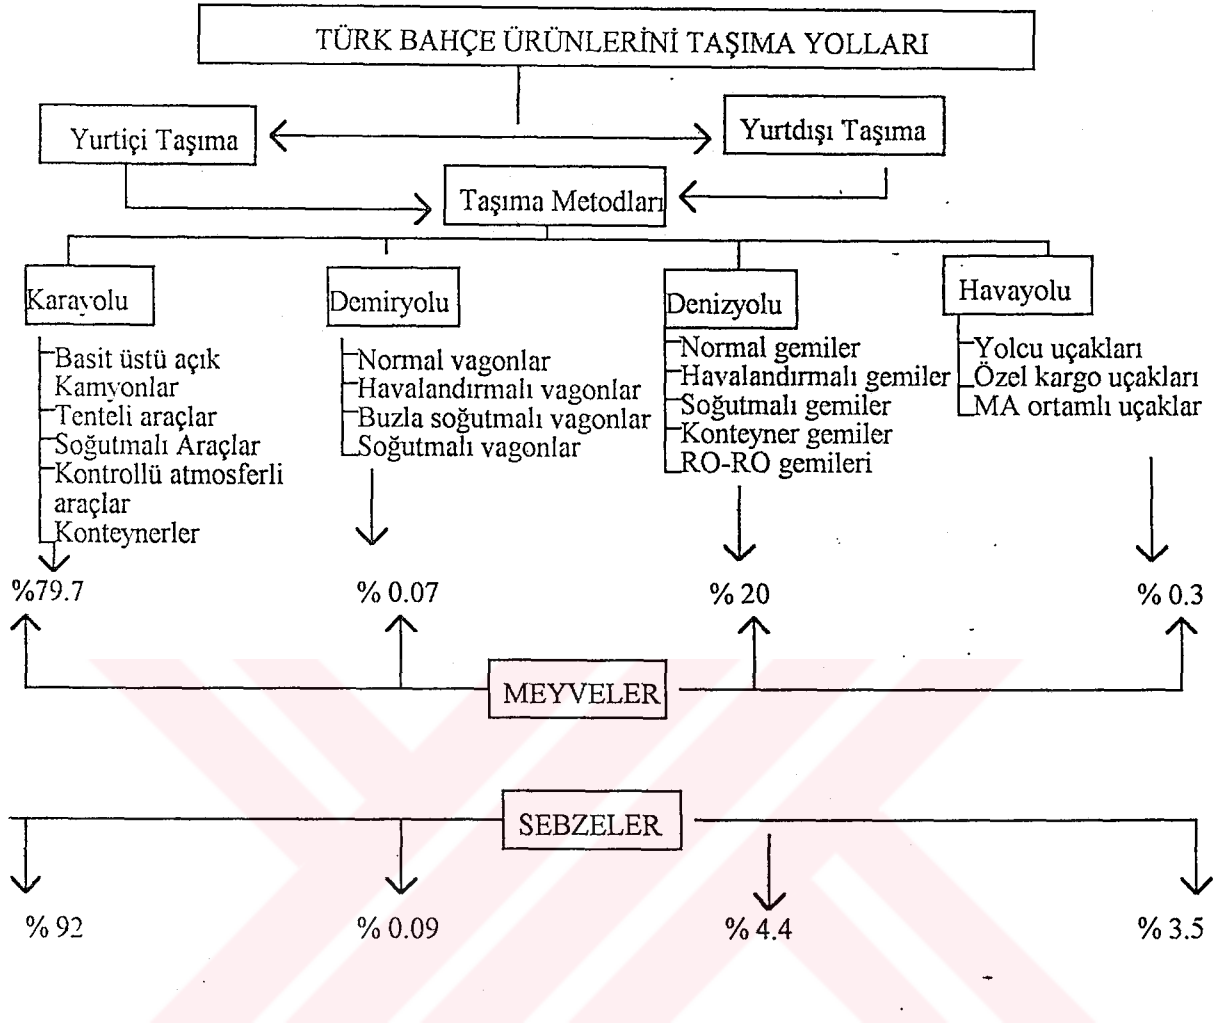 TÜRK BAHÇE ÜRÜNLERİNİ TAŞIMA YOLLARI
Yurtiçi Taşıma
Yurtdışı Taşıma
Taşıma Metodları
Karayolu
Demiryolu
Denizyolu
Havayolu
Basit üstü açık
Kamyonlar
Tenteli araçlar
Soğutmalı Araçlar
Kontrollü atmosferli
araçlar
Konteynerler
Normal vagonlar
Havalandırmalı vagonlar
Buzla soğutmalı vagonlar
Soğutmalı vagonlar
Normal gemiler
Havalandırmalı gemiler
Soğutmalı gemiler
Konteyner gemiler
RO-RO gemileri
Yolcu uçakları
Özel kargo uçakları
MA ortamlı uçaklar
%79.7
% 0.07
% 20
% 0.3
MEYVELER
SEBZELER
% 92
% 0.09
% 4.4
% 3.5